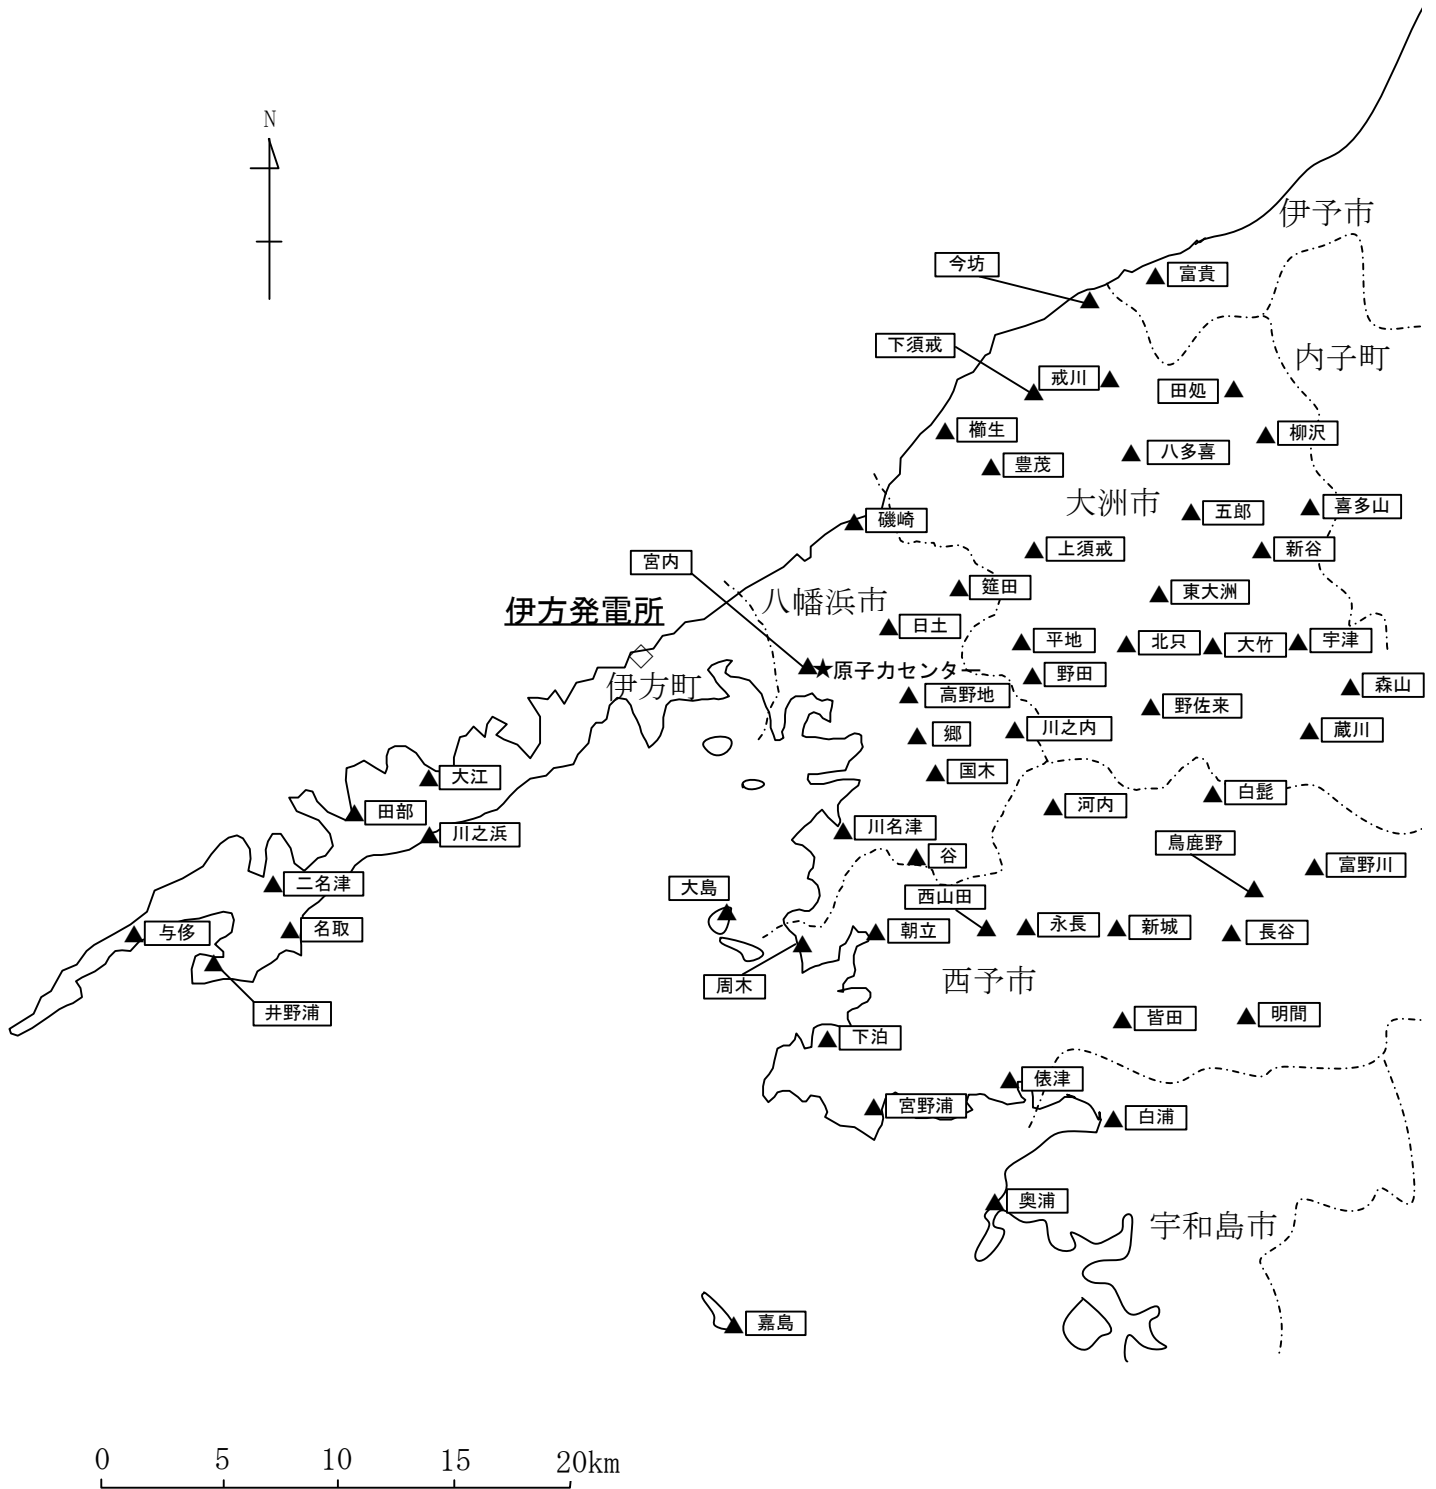 N
伊予市
今坊
富貴
下須戒
内子町
戒川
田処
櫛生
柳沢
八多喜
豊茂
大洲市
喜多山
五郎
磯崎
上須戒
新谷
宮内
筵田
東大洲
八幡浜市
伊方発電所
日土
平地
北只
大竹
宇津
★原子力センター
野田
伊方町
高野地
森山
野佐来
郷
川之内
蔵川
国木
大江
白髭
河内
田部
川之浜
川名津
鳥鹿野
谷
富野川
二名津
大島
西山田
名取
与侈
朝立
永長
新城
長谷
西予市
周木
井野浦
皆田
明間
下泊
俵津
宮野浦
白浦
奥浦
宇和島市
嘉島
0 5 10 15 20km